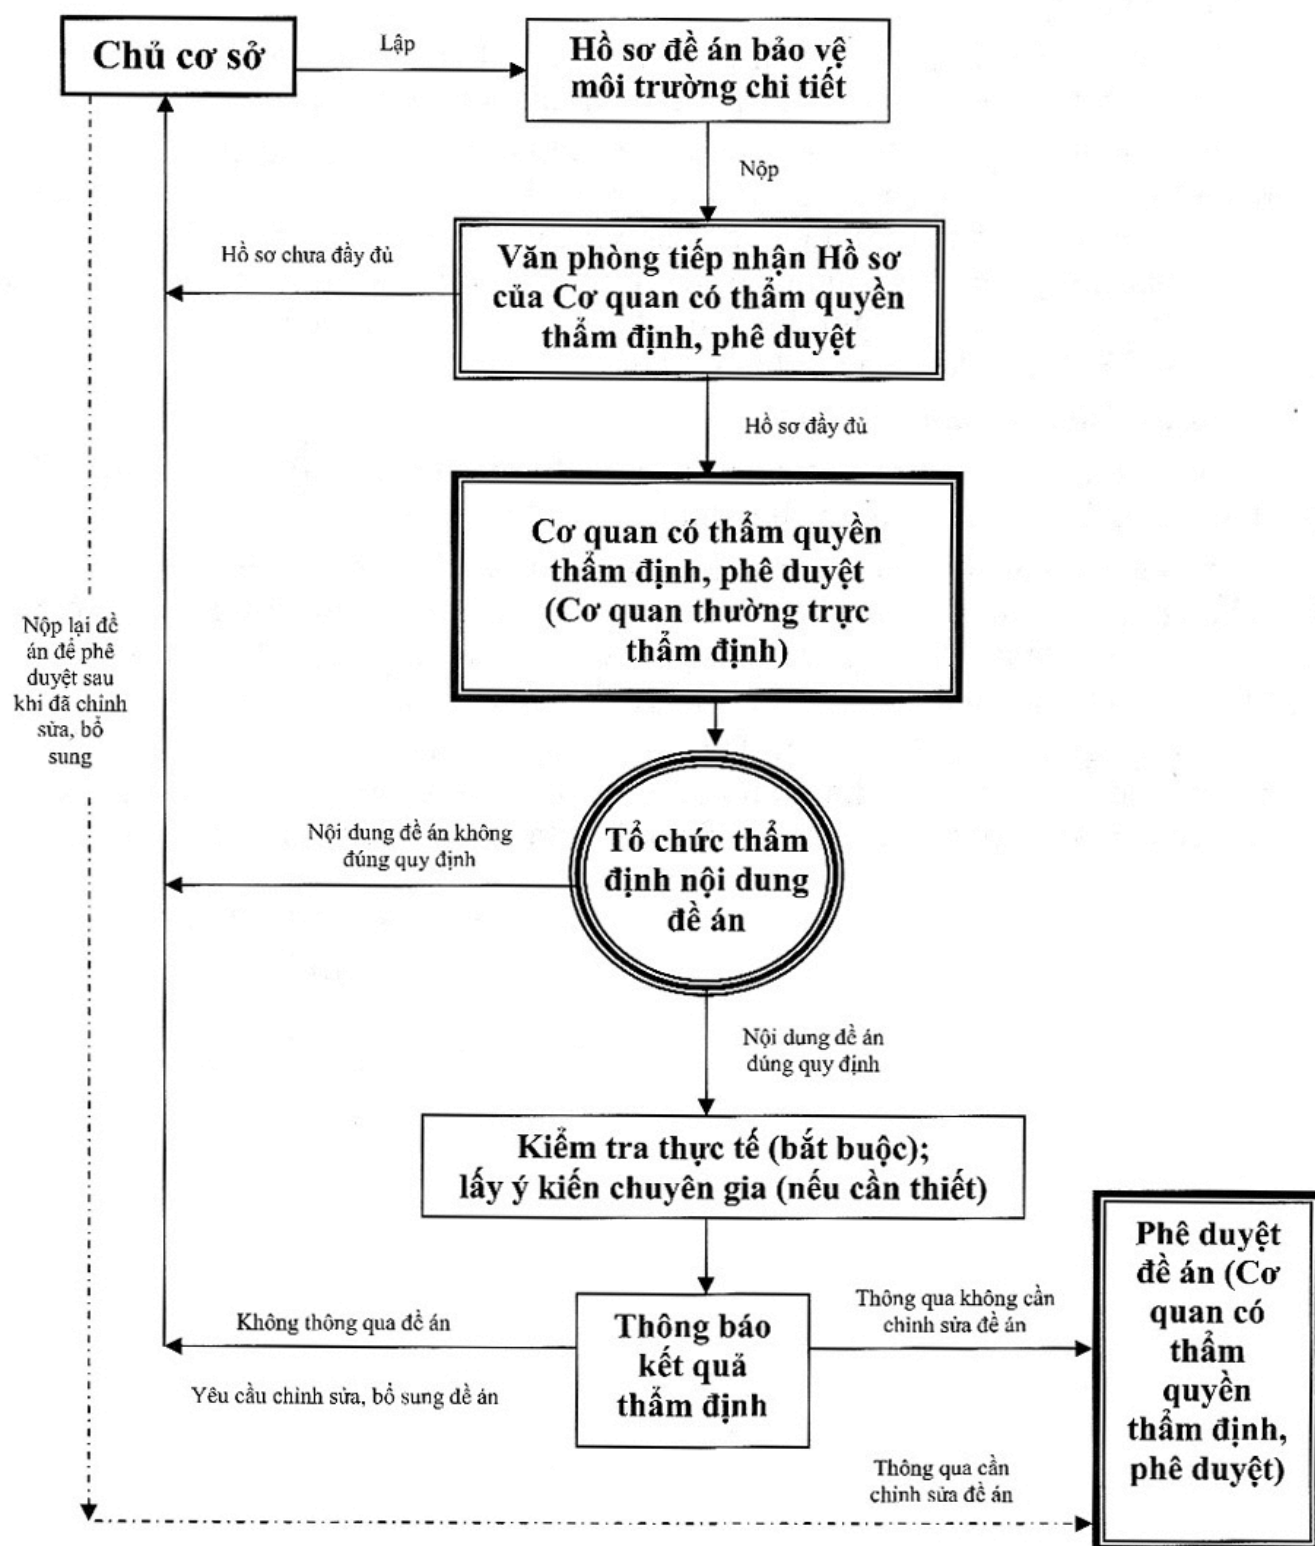 Chủ cơ sở
Lập
Hồ sơ đề án bảo vệ
môi trường chi tiết
Nộp
Hồ sơ chưa đầy đủ
Văn phòng tiếp nhận Hồ sơ
của Cơ quan có thẩm quyền
thẩm định, phê duyệt
Hồ sơ đầy đủ
Cơ quan có thẩm quyền
thẩm định, phê duyệt
(Cơ quan thường trực
thẩm định)
Nộp lại đề
án để phê
duyệt sau
khi đã chỉnh
sửa, bổ
sung
Nội dung đề án không
đúng quy định
Tổ chức thẩm
định nội dung
đề án
Nội dung đề án
đúng quy định
Kiểm tra thực tế (bắt buộc);
lấy ý kiến chuyên gia (nếu cần thiết)
Không thông qua đề án
Yêu cầu chỉnh sửa, bổ sung đề án
Thông báo
kết quả
thẩm định
Thông qua không cần
chỉnh sửa đề án
Phê duyệt
đề án (Cơ
quan có
thẩm
quyền
thẩm định,
phê duyệt)
Thông qua cần
chỉnh sửa đề án